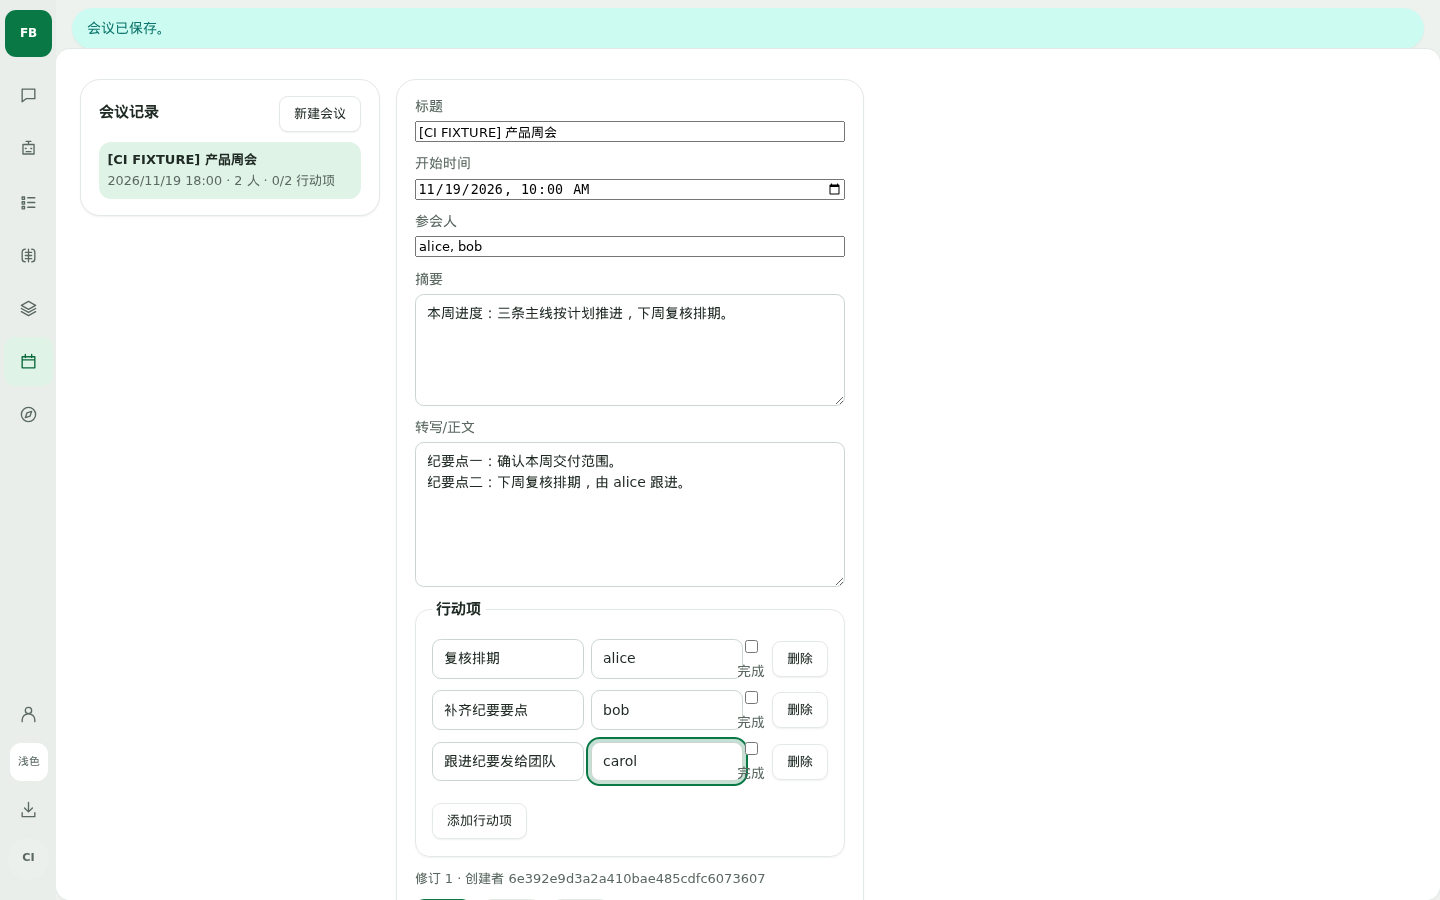 FB
会议已保存。
会议记录
新建会议
[CI FIXTURE] 产品周会
2026/11/19 18:00 · 2 人 · 0/2 行动项
标题
[CI FIXTURE] 产品周会
开始时间
11/19/2026, 10:00 AM
参会人
alice, bob
摘要
本周进度：三条主线按计划推进，下周复核排期。
转写/正文
纪要点一：确认本周交付范围。
纪要点二：下周复核排期，由 alice 跟进。
行动项
复核排期 alice 完成 删除
补齐纪要要点 bob 完成 删除
跟进纪要发给团队 carol 完成 删除
添加行动项
修订 1 · 创建者 6e392e9d3a2a410bae485cdfc6073607
浅色
CI